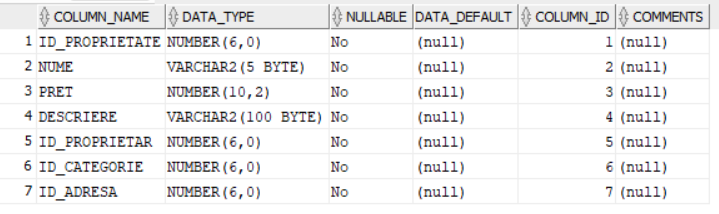 COLUMN_NAME DATA_TYPE NULLABLE DATA_DEFAULT COLUMN_ID COMMENTS
1 ID_PROPRIETATE NUMBER(6,0) No (null) 1 (null)
2 NUME VARCHAR2(5 BYTE) No (null) 2 (null)
3 PRET NUMBER(10,2) No (null) 3 (null)
4 DESCRIERE VARCHAR2(100 BYTE) No (null) 4 (null)
5 ID_PROPRIETAR NUMBER(6,0) No (null) 5 (null)
6 ID_CATEGORIE NUMBER(6,0) No (null) 6 (null)
7 ID_ADRESA NUMBER(6,0) No (null) 7 (null)